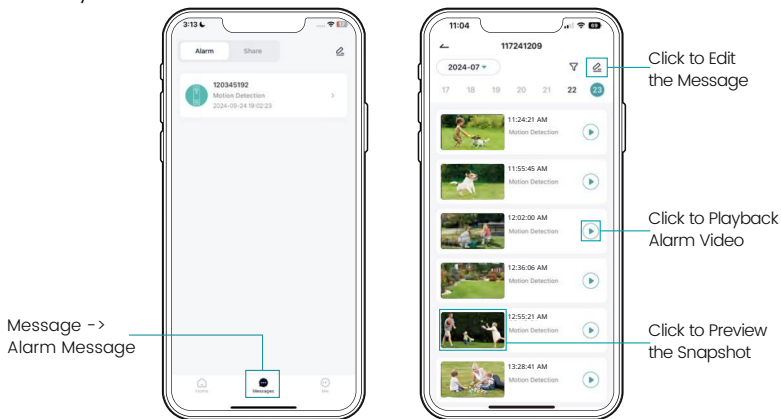 3:13
Alarm
Share
120345192
Motion Detection
2024-09-24 19:02:23
Message ->
Alarm Message
Home
Messages
Me
11:04
117241209
2024-07
17 18 19 20 21 22 23
11:24:21 AM
Motion Detection
11:55:45 AM
Motion Detection
12:02:00 AM
Motion Detection
12:36:06 AM
Motion Detection
12:55:21 AM
Motion Detection
13:28:41 AM
Motion Detection
Click to Edit
the Message
Click to Playback
Alarm Video
Click to Preview
the Snapshot